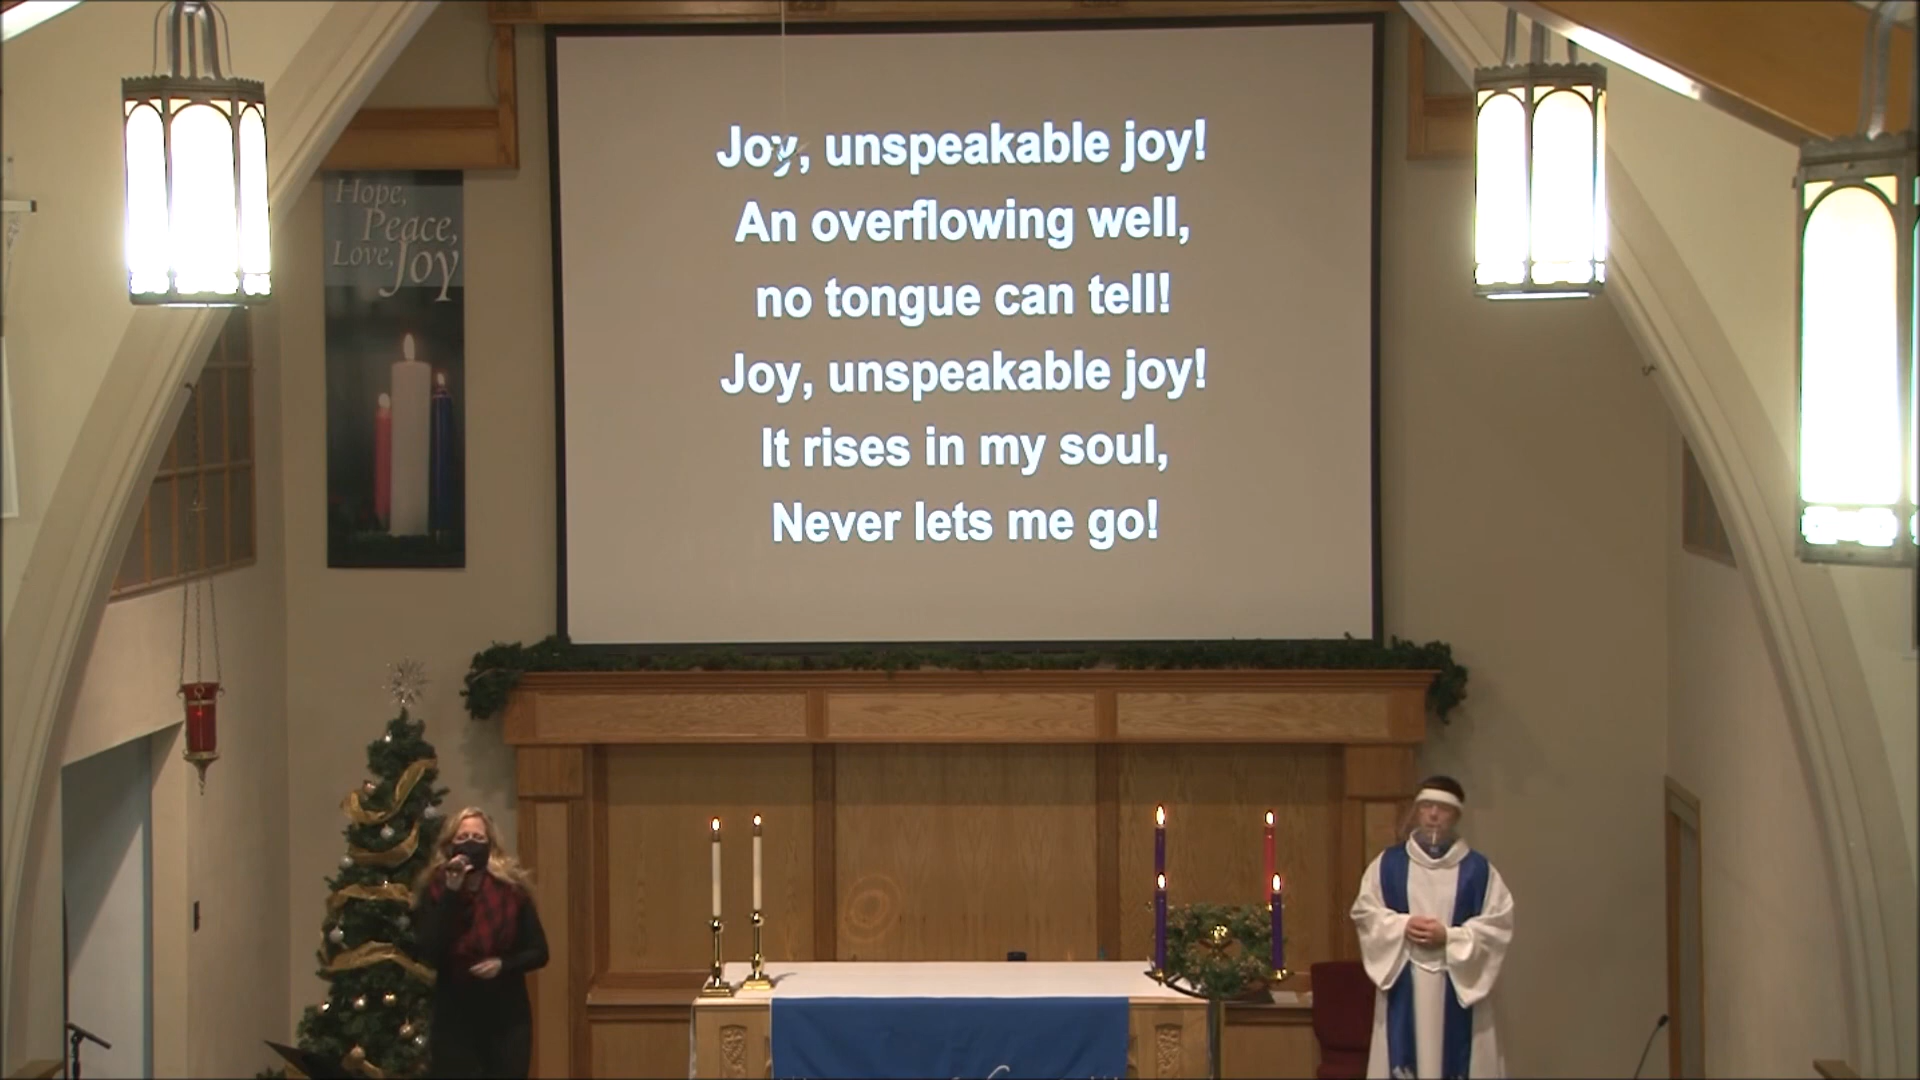 Joy, unspeakable joy!
An overflowing well,
no tongue can tell!
Joy, unspeakable joy!
It rises in my soul,
Never lets me go!
Hope,
Peace,
Love,
Joy